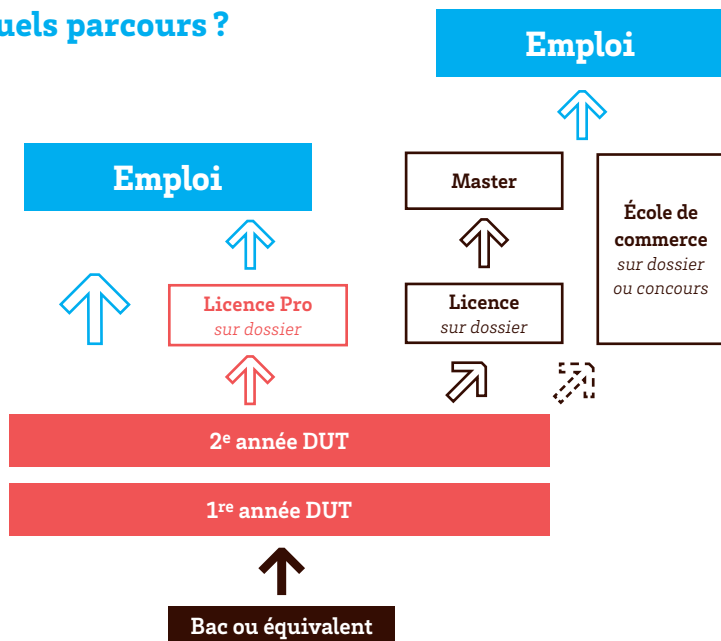 uels parcours ?
Emploi
Emploi
Master
École de
commerce
sur dossier
ou concours
Licence Pro
sur dossier
Licence
sur dossier
2e année DUT
1re année DUT
Bac ou équivalent